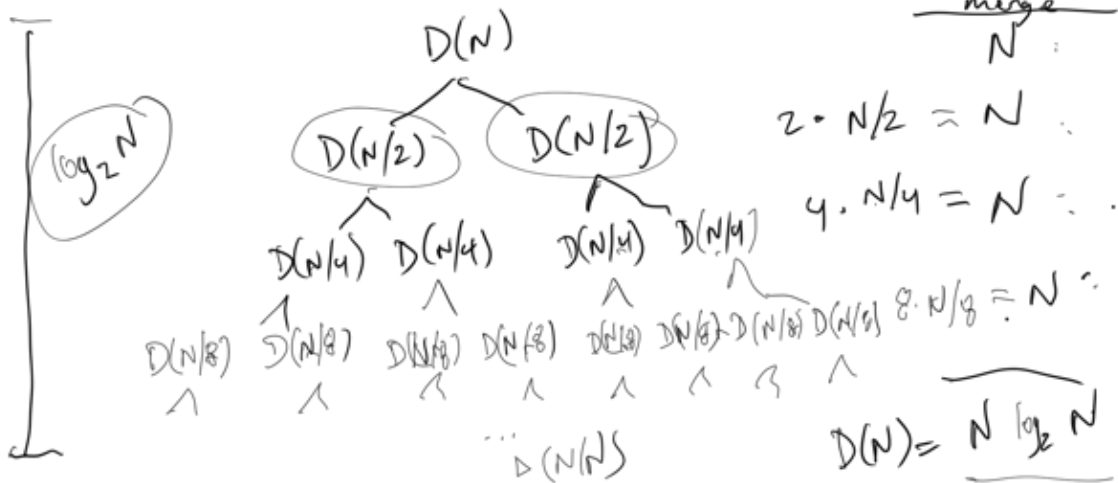 merge
D(N)
N
log₂ N
D(N/2) D(N/2)
2 · N/2 = N
4 · N/4 = N
D(N/4) D(N/4) D(N/4) D(N/4)
8 · N/8 = N
D(N/8) D(N/8) D(N/8) D(N/8) D(N/8) D(N/8) D(N/8) D(N/8)
...
D(N/N)
D(N) = N log₂ N